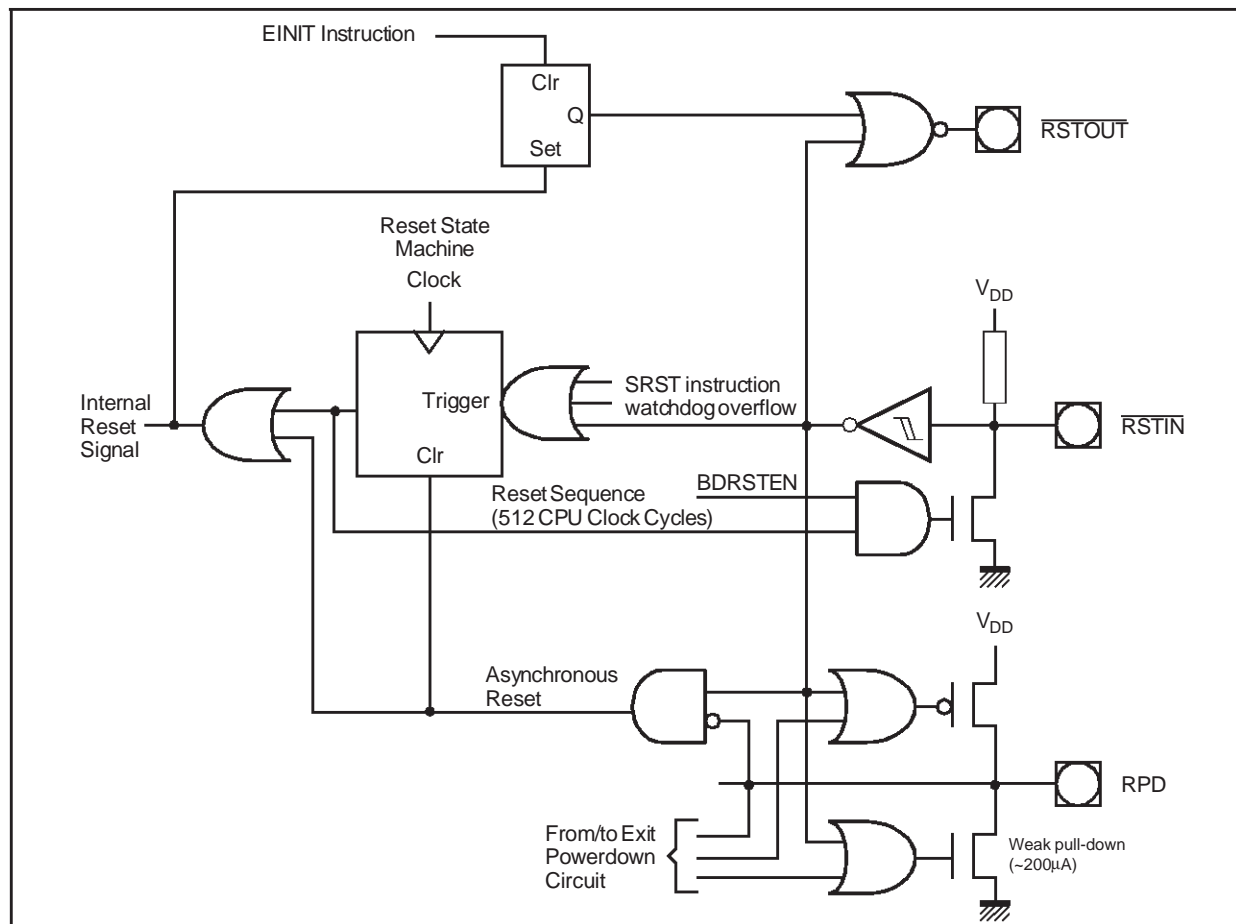 EINIT Instruction
Clr
Q
Set
RSTOUT
Reset State
Machine
Clock
VDD
Trigger
SRST instruction
watchdog overflow
Internal
Reset
Signal
RSTIN
Clr
BDRSTEN
Reset Sequence
(512 CPU Clock Cycles)
VDD
Asynchronous
Reset
RPD
From/to Exit
Powerdown
Circuit
Weak pull-down
(~200μA)